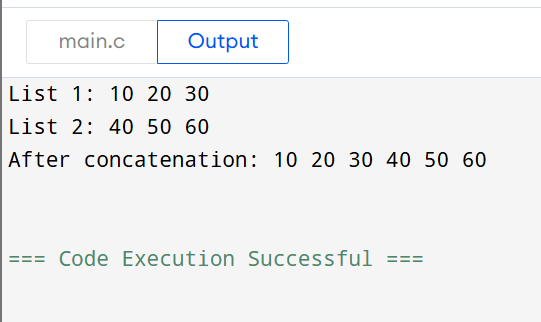 main.c
Output
List 1: 10 20 30
List 2: 40 50 60
After concatenation: 10 20 30 40 50 60
=== Code Execution Successful ===